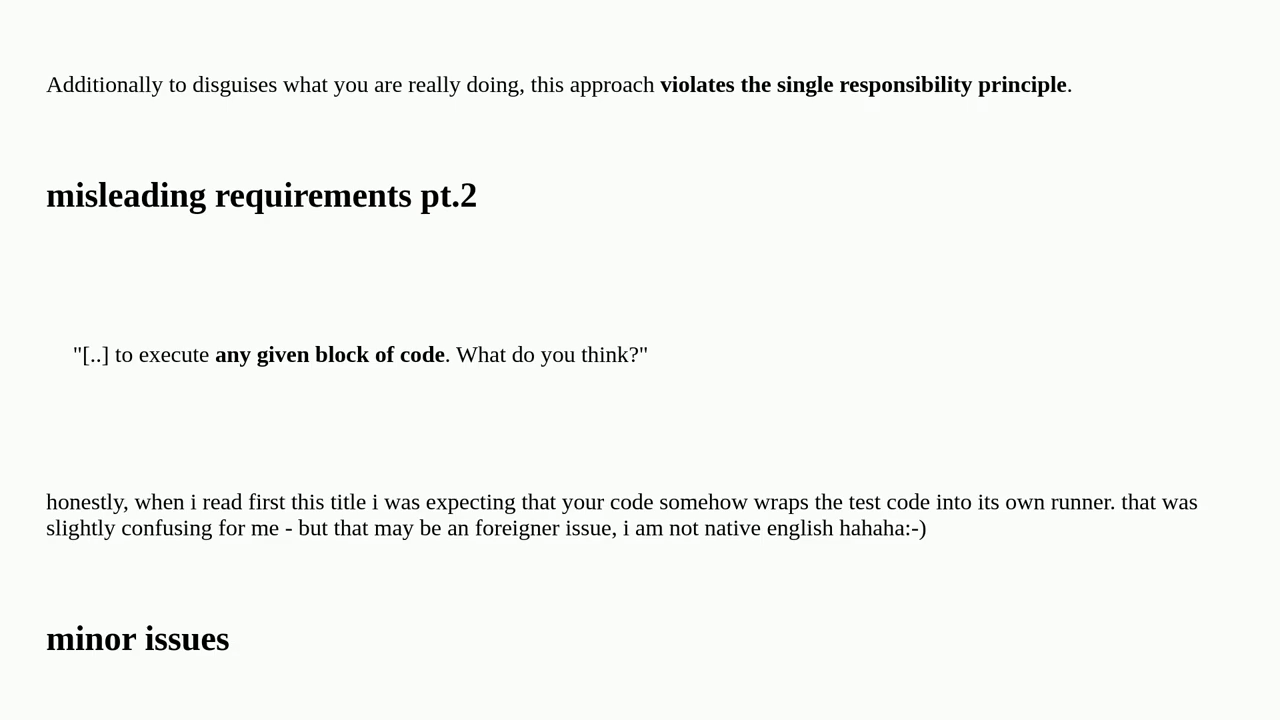 Additionally to disguises what you are really doing, this approach violates the single responsibility principle.
misleading requirements pt.2
"[..] to execute any given block of code. What do you think?"
honestly, when i read first this title i was expecting that your code somehow wraps the test code into its own runner. that was
slightly confusing for me - but that may be an foreigner issue, i am not native english hahaha:-)
minor issues